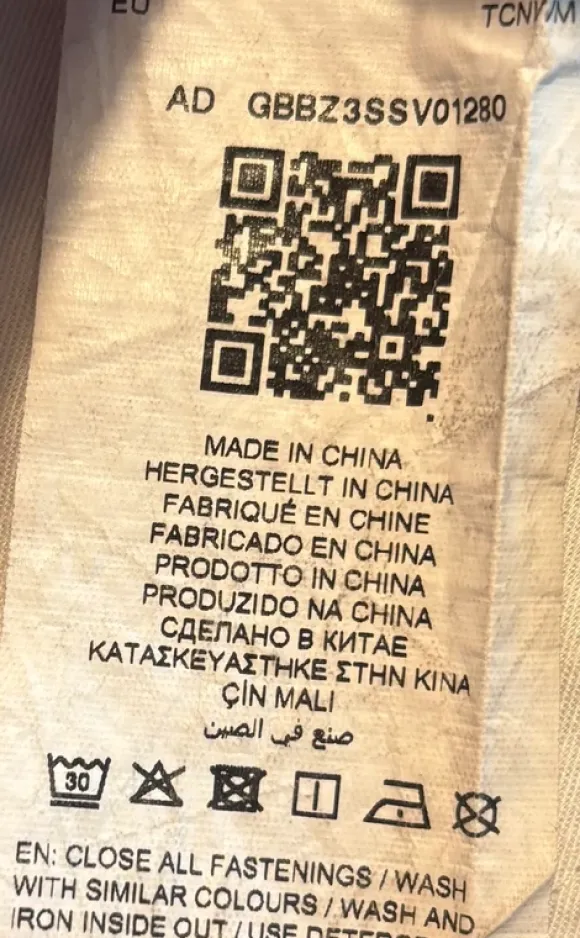 EU
AD GBBZ3SSV01280
MADE IN CHINA
HERGESTELLT IN CHINA
FABRIQUÉ EN CHINE
FABRICADO EN CHINA
PRODOTTO IN CHINA
PRODUZIDO NA CHINA
СДЕЛАНО В КИТАЕ
ΚΑΤΑΣΚΕΥΑΣΤΗΚΕ ΣΤΗΝ ΚΙΝΑ
ÇİN MALI
صنع في الصين
30
EN: CLOSE ALL FASTENINGS / WASH
WITH SIMILAR COLOURS / WASH AND
IRON INSIDE OUT / USE DETERGENT